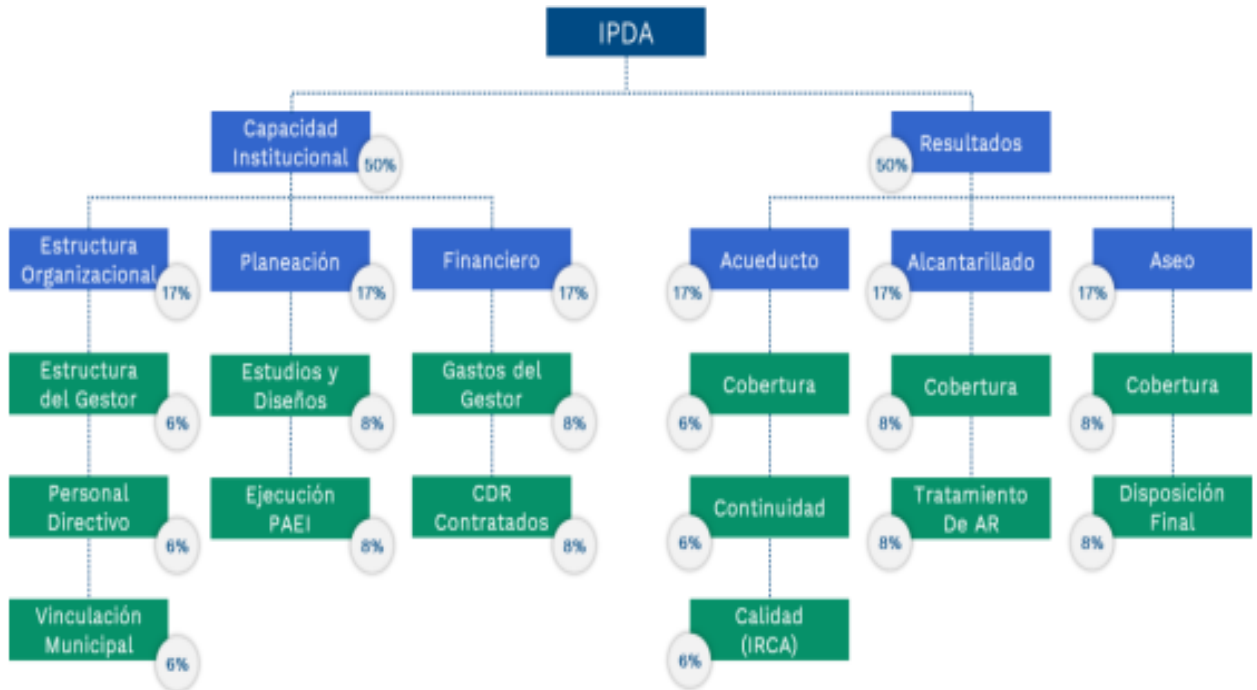 IPDA
Capacidad
Institucional
50%
Resultados
50%
Estructura
Organizacional
17%
Planeación
17%
Financiero
17%
Acueducto
17%
Alcantarillado
17%
Aseo
17%
Estructura
del Gestor
6%
Estudios y
Diseños
8%
Gastos del
Gestor
8%
Cobertura
6%
Cobertura
8%
Cobertura
8%
Personal
Directivo
6%
Ejecución
PAEI
8%
CDR
Contratados
8%
Continuidad
6%
Tratamiento
De AR
8%
Disposición
Final
8%
Vinculación
Municipal
6%
Calidad
(IRCA)
6%